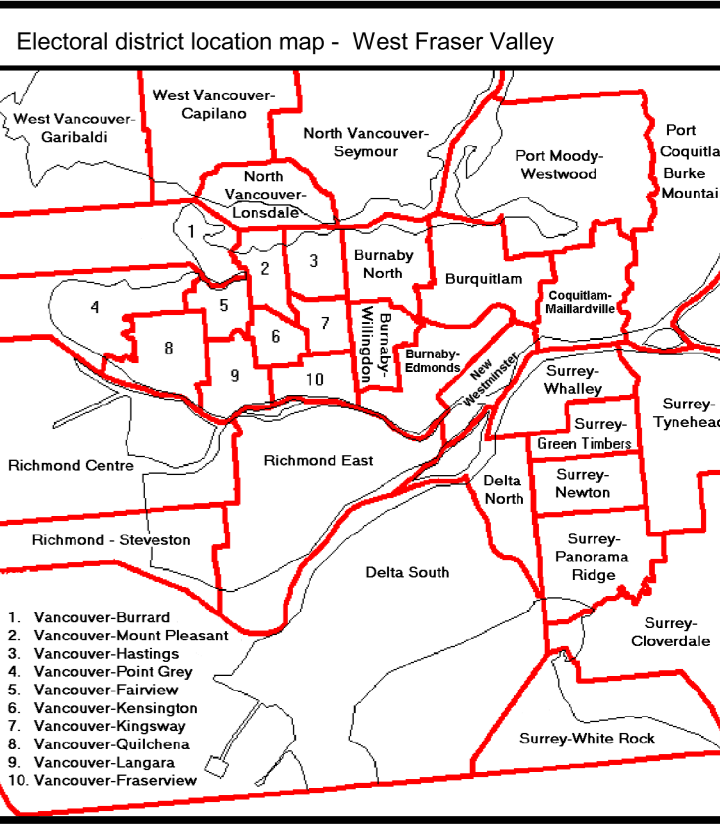 Electoral district location map -  West Fraser Valley
West Vancouver-
Garibaldi
West Vancouver-
Capilano
North Vancouver-
Seymour
North
Vancouver-
Lonsdale
Port Moody-
Westwood
Port
Coquitla
Burke
Mountai
1
2
3
4
5
6
7
8
9
10
Burnaby
North
Burquitlam
Coquitlam-
Maillardville
Burnaby-
Willingdon
Burnaby-
Edmonds
New
Westminster
Surrey-
Whalley
Surrey-
Green Timbers
Surrey-
Tynehead
Richmond Centre
Richmond East
Delta
North
Surrey-
Newton
Richmond - Steveston
Delta South
Surrey-
Panorama
Ridge
Surrey-
Cloverdale
Surrey-White Rock
1. Vancouver-Burrard
2. Vancouver-Mount Pleasant
3. Vancouver-Hastings
4. Vancouver-Point Grey
5. Vancouver-Fairview
6. Vancouver-Kensington
7. Vancouver-Kingsway
8. Vancouver-Quilchena
9. Vancouver-Langara
10. Vancouver-Fraserview